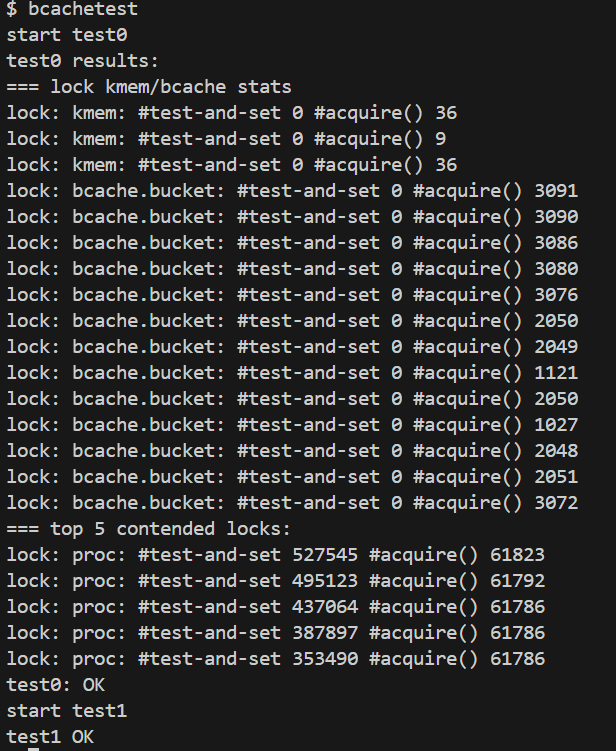 $ bcachetest
start test0
test0 results:
=== lock kmem/bcache stats
lock: kmem: #test-and-set 0 #acquire() 36
lock: kmem: #test-and-set 0 #acquire() 9
lock: kmem: #test-and-set 0 #acquire() 36
lock: bcache.bucket: #test-and-set 0 #acquire() 3091
lock: bcache.bucket: #test-and-set 0 #acquire() 3090
lock: bcache.bucket: #test-and-set 0 #acquire() 3086
lock: bcache.bucket: #test-and-set 0 #acquire() 3080
lock: bcache.bucket: #test-and-set 0 #acquire() 3076
lock: bcache.bucket: #test-and-set 0 #acquire() 2050
lock: bcache.bucket: #test-and-set 0 #acquire() 2049
lock: bcache.bucket: #test-and-set 0 #acquire() 1121
lock: bcache.bucket: #test-and-set 0 #acquire() 2050
lock: bcache.bucket: #test-and-set 0 #acquire() 1027
lock: bcache.bucket: #test-and-set 0 #acquire() 2048
lock: bcache.bucket: #test-and-set 0 #acquire() 2051
lock: bcache.bucket: #test-and-set 0 #acquire() 3072
=== top 5 contended locks:
lock: proc: #test-and-set 527545 #acquire() 61823
lock: proc: #test-and-set 495123 #acquire() 61792
lock: proc: #test-and-set 437064 #acquire() 61786
lock: proc: #test-and-set 387897 #acquire() 61786
lock: proc: #test-and-set 353490 #acquire() 61786
test0: OK
start test1
test1 OK